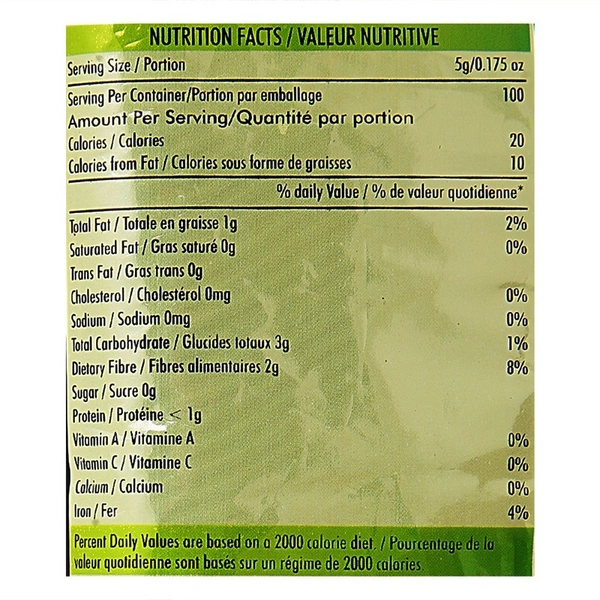 NUTRITION FACTS / VALEUR NUTRITIVE
Serving Size / Portion 5g/0.175 oz
Serving Per Container/Portion par emballage 100
Amount Per Serving/Quantité par portion
Calories / Calories 20
Calories from Fat / Calories sous forme de graisses 10
% daily Value / % de valeur quotidienne*
Total Fat / Totale en graisse 1g 2%
Saturated Fat / Gras saturé 0g 0%
Trans Fat / Gras trans 0g
Cholesterol / Cholestérol 0mg 0%
Sodium / Sodium 0mg 0%
Total Carbohydrate / Glucides totaux 3g 1%
Dietary Fibre / Fibres alimentaires 2g 8%
Sugar / Sucre 0g
Protein / Protéine < 1g
Vitamin A / Vitamine A 0%
Vitamin C / Vitamine C 0%
Calcium / Calcium 0%
Iron / Fer 4%
Percent Daily Values are based on a 2000 calorie diet. / Pourcentage de la
valeur quotidienne sont basés sur un régime de 2000 calories